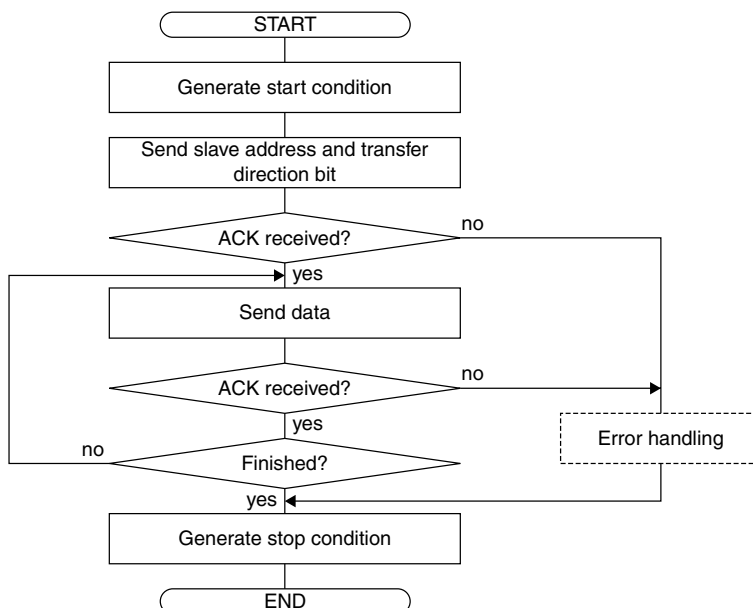 START
Generate start condition
Send slave address and transfer
direction bit
ACK received?
no
yes
Send data
ACK received?
no
yes
Error handling
Finished?
no
yes
Generate stop condition
END